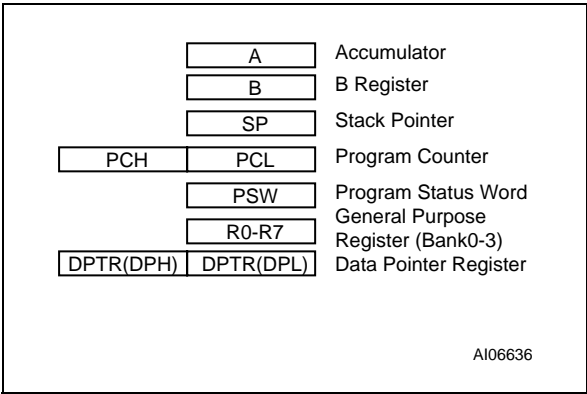 A Accumulator
B B Register
SP Stack Pointer
PCH PCL Program Counter
PSW Program Status Word
R0-R7 General Purpose
Register (Bank0-3)
DPTR(DPH) DPTR(DPL) Data Pointer Register
AI06636